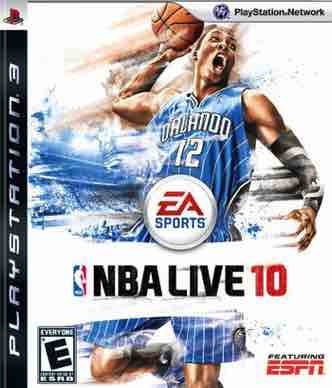 PLAYSTATION 3
PlayStation®Network
ORLANDO
12
EA
SPORTS
NBA LIVE 10
EVERYONE
E
ESRB
FEATURING
ESPN